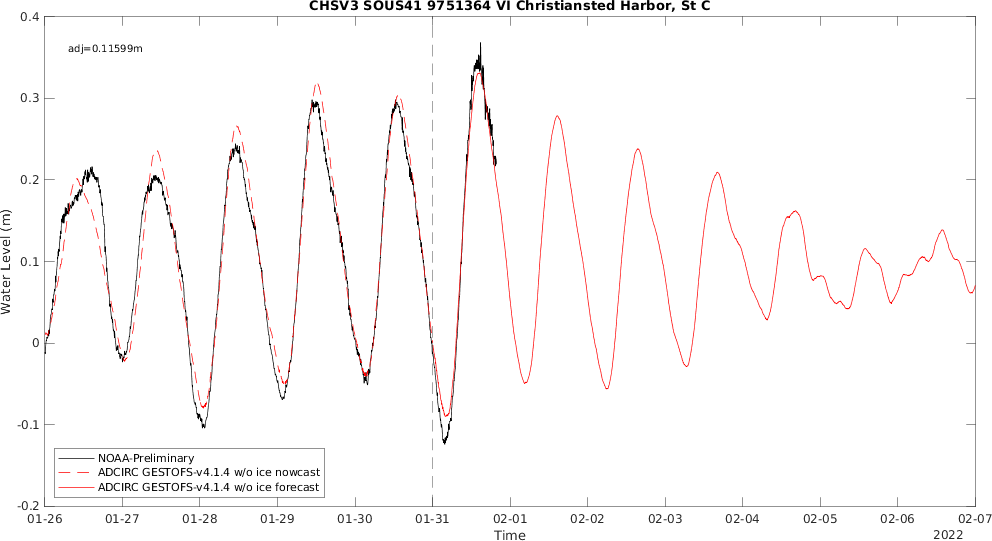 CHSV3 SOUS41 9751364 VI Christiansted Harbor, St C
adj=0.11599m
Water Level (m)
0.4
0.3
0.2
0.1
0
-0.1
-0.2
NOAA-Preliminary
ADCIRC GESTOFS-v4.1.4 w/o ice nowcast
ADCIRC GESTOFS-v4.1.4 w/o ice forecast
01-26 01-27 01-28 01-29 01-30 01-31 02-01 02-02 02-03 02-04 02-05 02-06 02-07
Time
2022